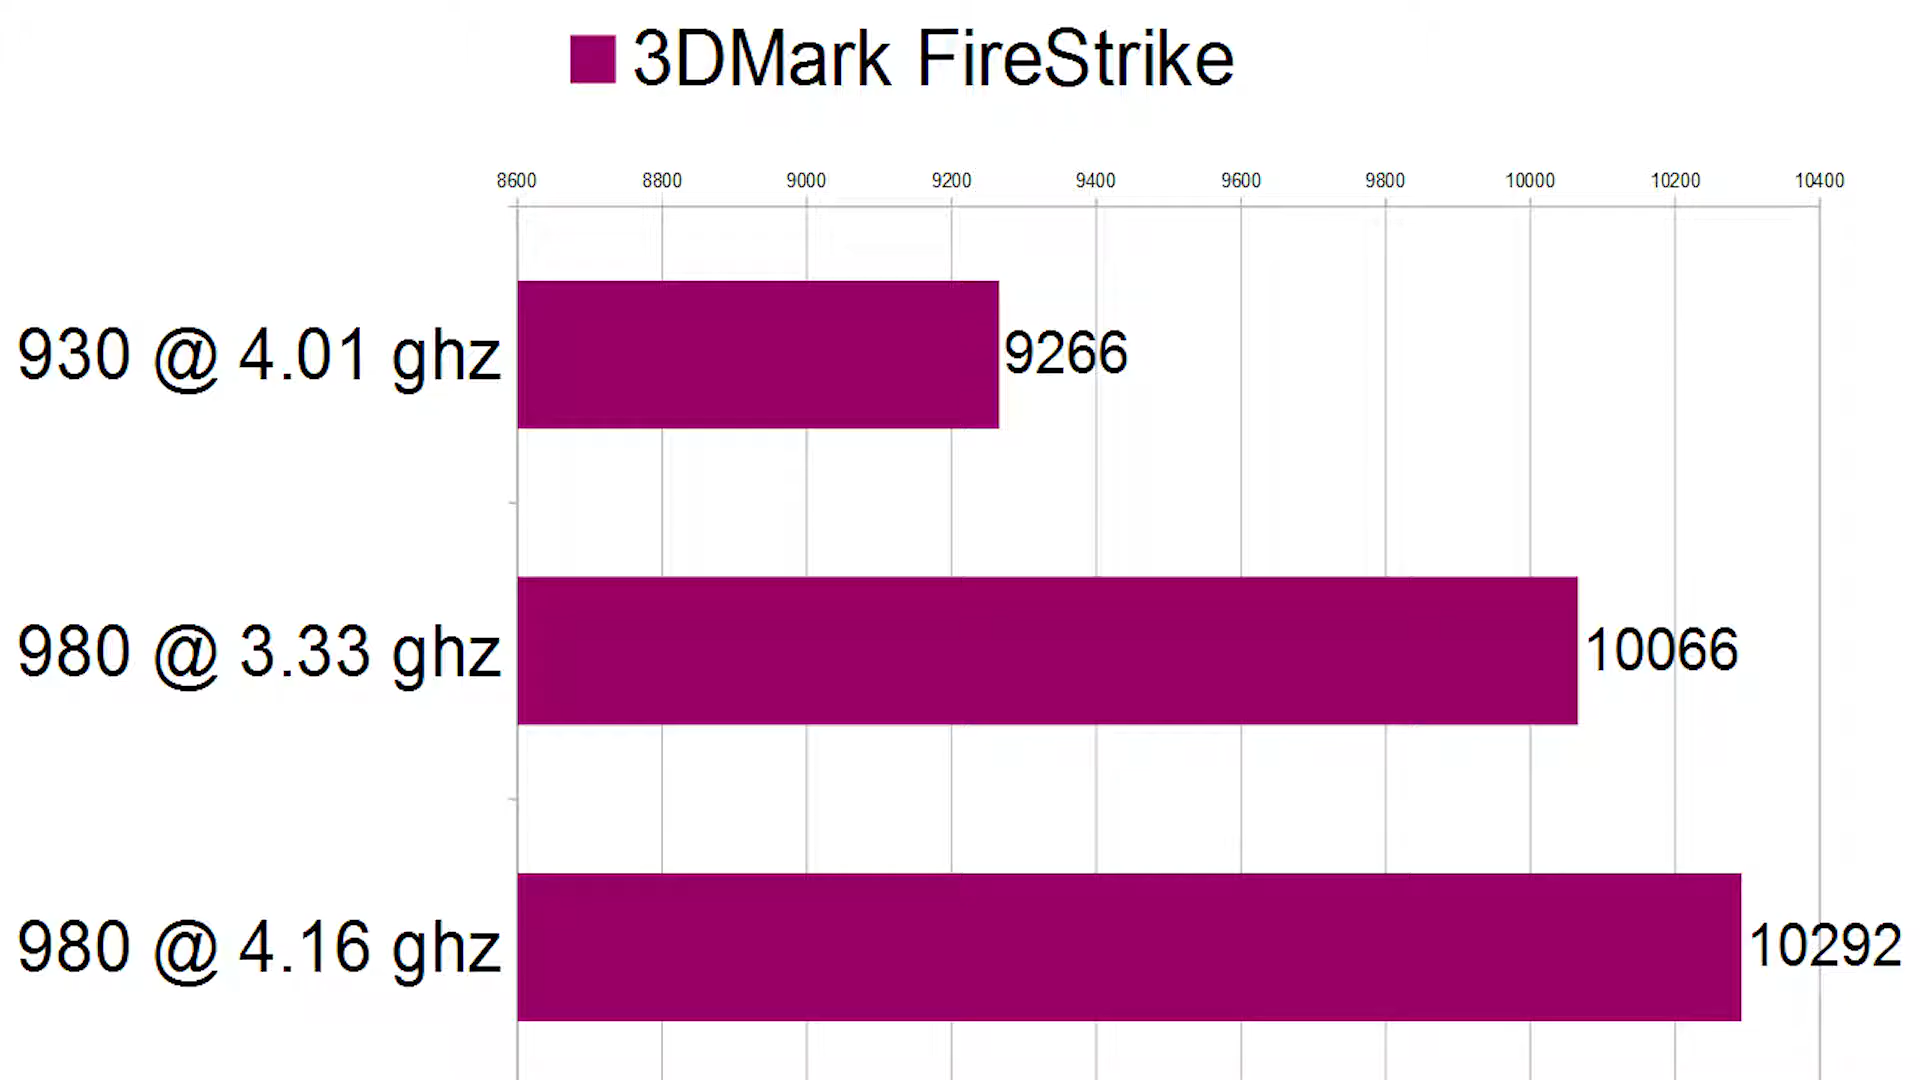 3DMark FireStrike
8600 8800 9000 9200 9400 9600 9800 10000 10200 10400
930 @ 4.01 ghz 9266
980 @ 3.33 ghz 10066
980 @ 4.16 ghz 10292